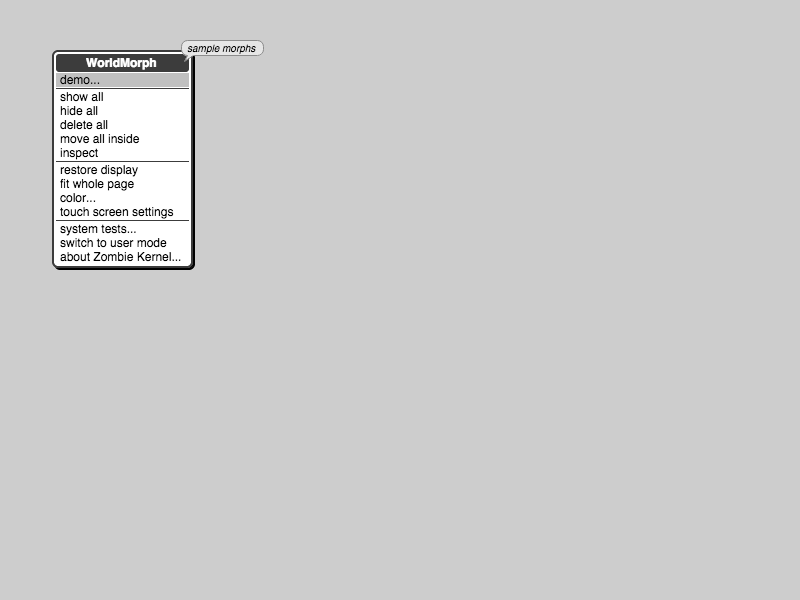 sample morphs
WorldMorph
demo...
show all
hide all
delete all
move all inside
inspect
restore display
fit whole page
color...
touch screen settings
system tests...
switch to user mode
about Zombie Kernel...